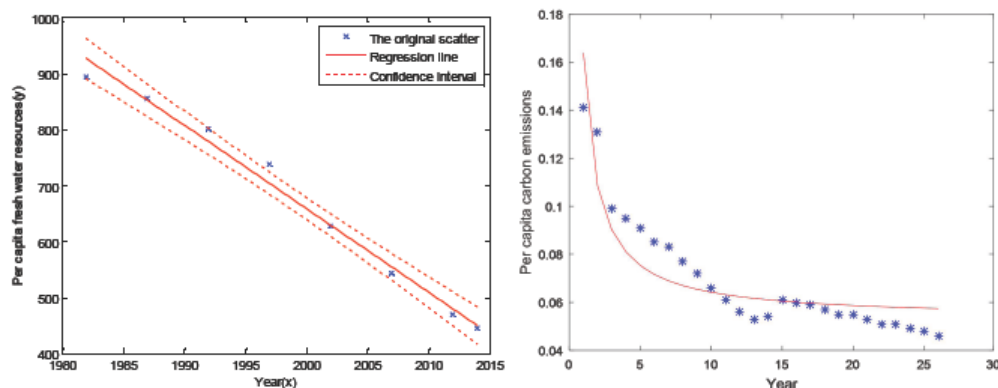 1000
900
800
700
600
500
400
Per capita fresh water resources(y)
The original scatter
Regression line
Confidence interval
1980 1985 1990 1995 2000 2005 2010 2015
Year(x)
0.18
0.16
0.14
0.12
0.1
0.08
0.06
0.04
Per capita carbon emissions
0 5 10 15 20 25 30
Year